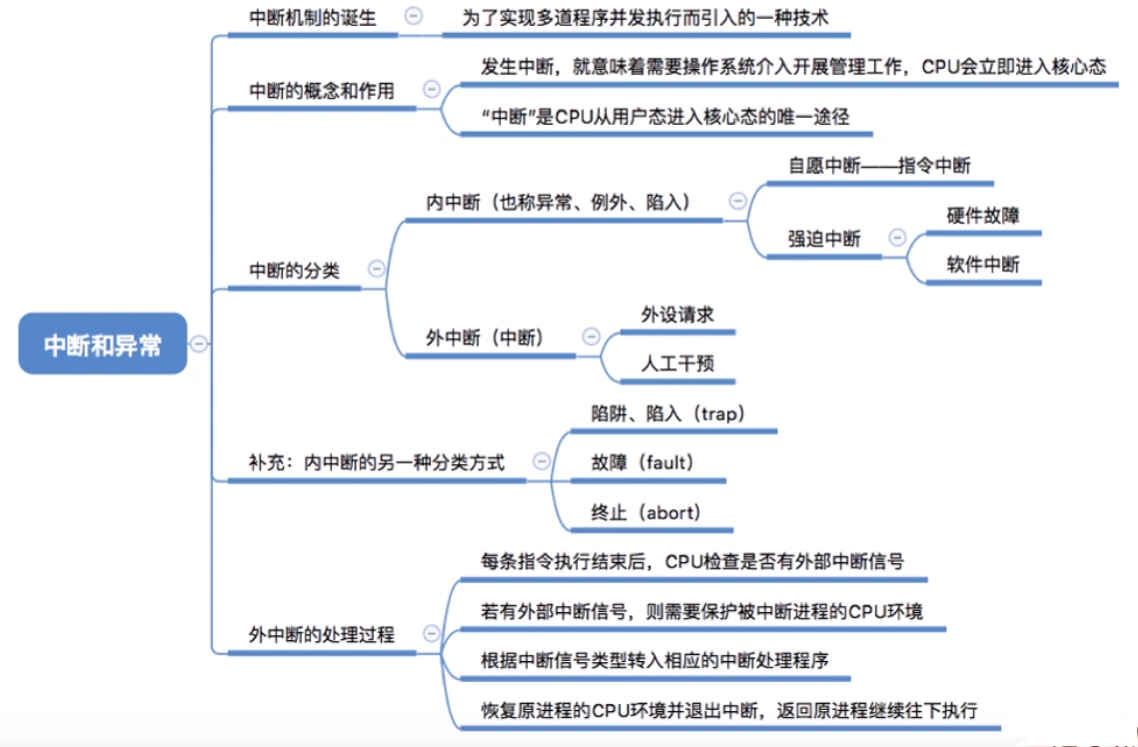 中断机制的诞生
为了实现多道程序并发执行而引入的一种技术
中断的概念和作用
发生中断，就意味着需要操作系统介入开展管理工作，CPU会立即进入核心态
“中断”是CPU从用户态进入核心态的唯一途径
中断和异常
中断的分类
内中断（也称异常、例外、陷入）
自愿中断——指令中断
强迫中断
硬件故障
软件中断
外中断（中断）
外设请求
人工干预
补充：内中断的另一种分类方式
陷阱、陷入（trap）
故障（fault）
终止（abort）
外中断的处理过程
每条指令执行结束后，CPU检查是否有外部中断信号
若有外部中断信号，则需要保护被中断进程的CPU环境
根据中断信号类型转入相应的中断处理程序
恢复原进程的CPU环境并退出中断，返回原进程继续往下执行